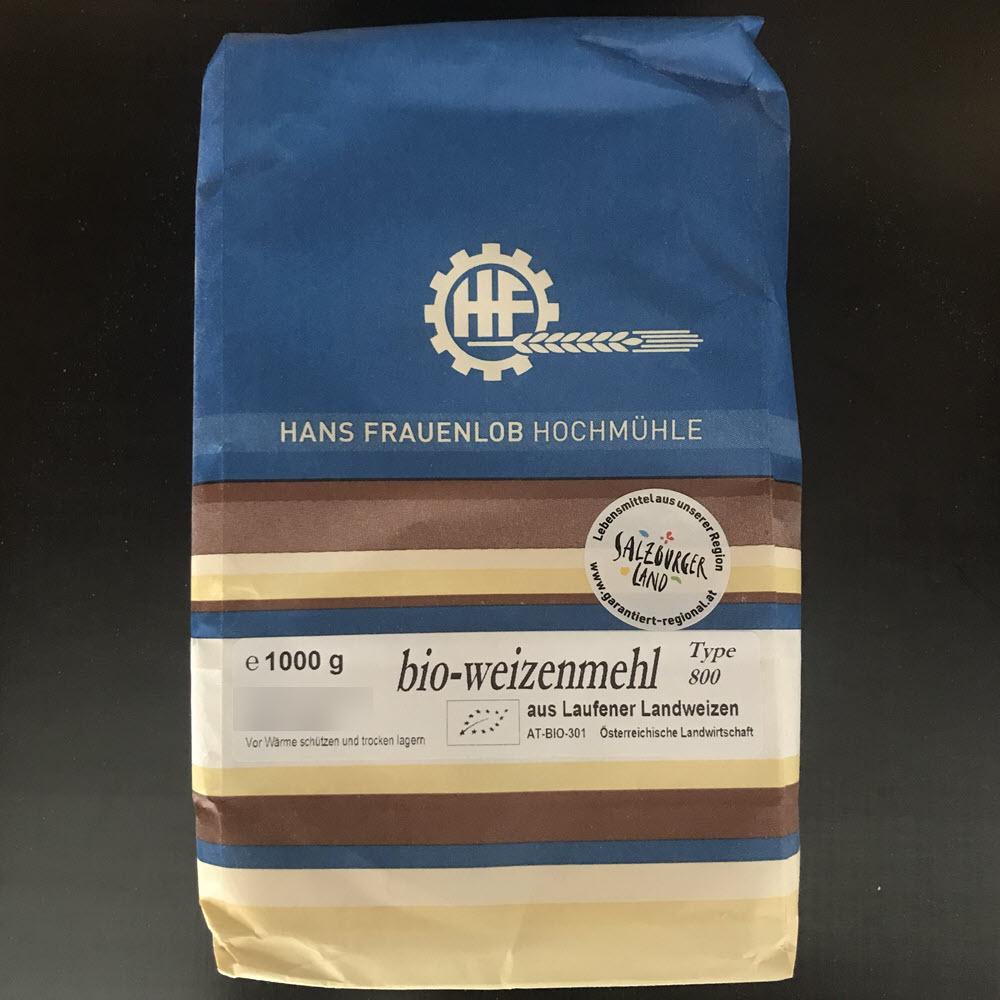 HF
HANS FRAUENLOB HOCHMÜHLE
Lebensmittel aus unserer Region
SALZBURGER
LAND
www.garantiert-regional.at
e 1000 g
bio-weizenmehl
Type
800
aus Laufener Landweizen
AT-BIO-301 Österreichische Landwirtschaft
Vor Wärme schützen und trocken lagern